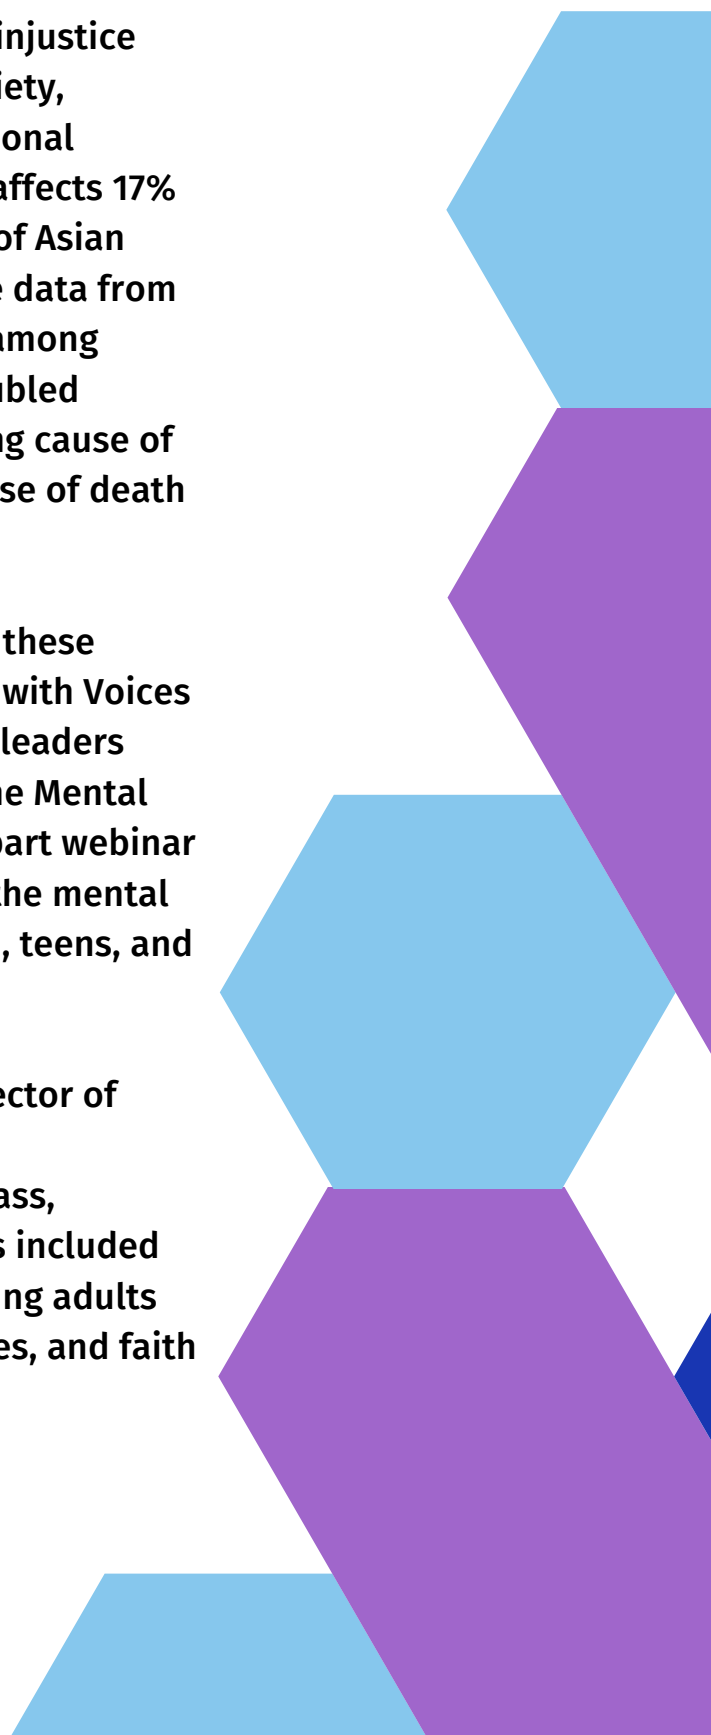 injustice
iety,
onal
affects 17%
of Asian
e data from
among
ubled
ng cause of
se of death
these
with Voices
leaders
ne Mental
part webinar
the mental
, teens, and
ector of
ass,
s included
ng adults
es, and faith